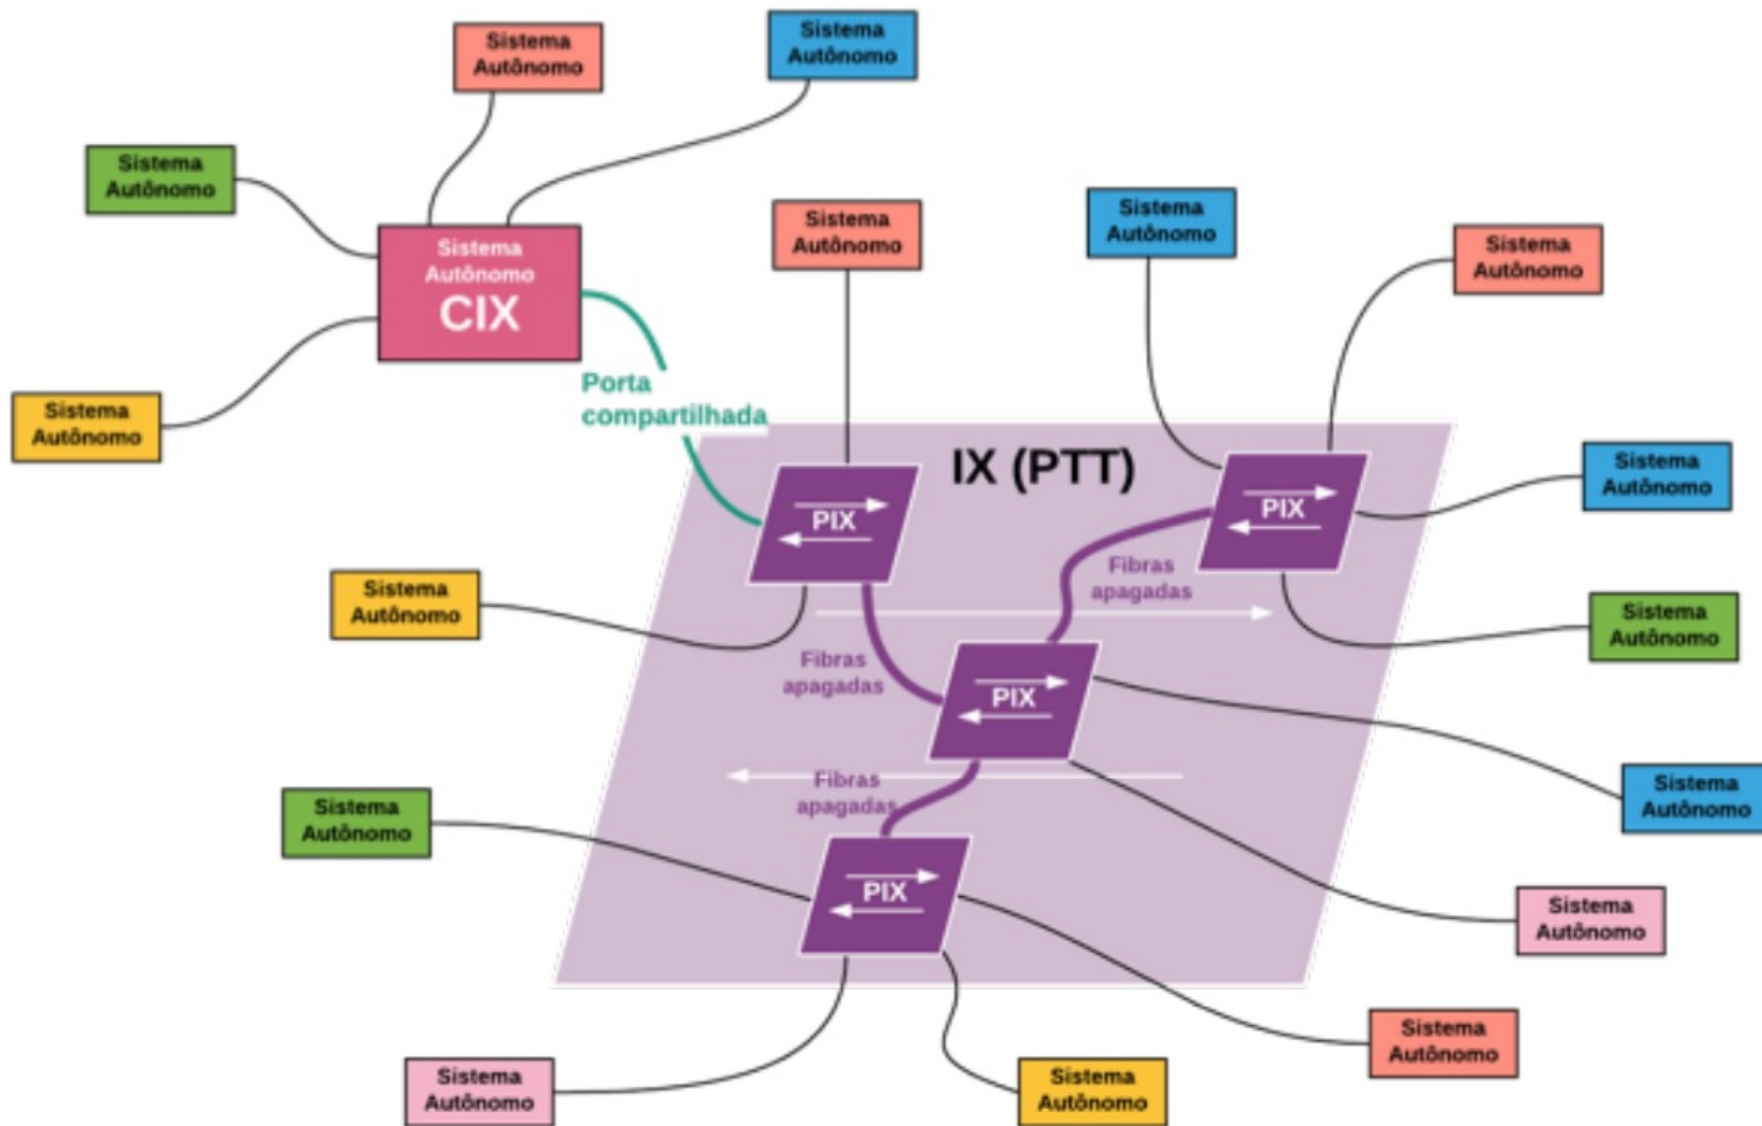 Sistema
Autônomo
Sistema
Autônomo
Sistema
Autônomo
Sistema
Autônomo
CIX
Sistema
Autônomo
Sistema
Autônomo
Sistema
Autônomo
Sistema
Autônomo
Porta
compartilhada
IX (PTT)
PIX
PIX
Sistema
Autônomo
Fibras
apagadas
Sistema
Autônomo
Sistema
Autônomo
Fibras
apagadas
PIX
Fibras
apagadas
Sistema
Autônomo
Sistema
Autônomo
PIX
Sistema
Autônomo
Sistema
Autônomo
Sistema
Autônomo
Sistema
Autônomo